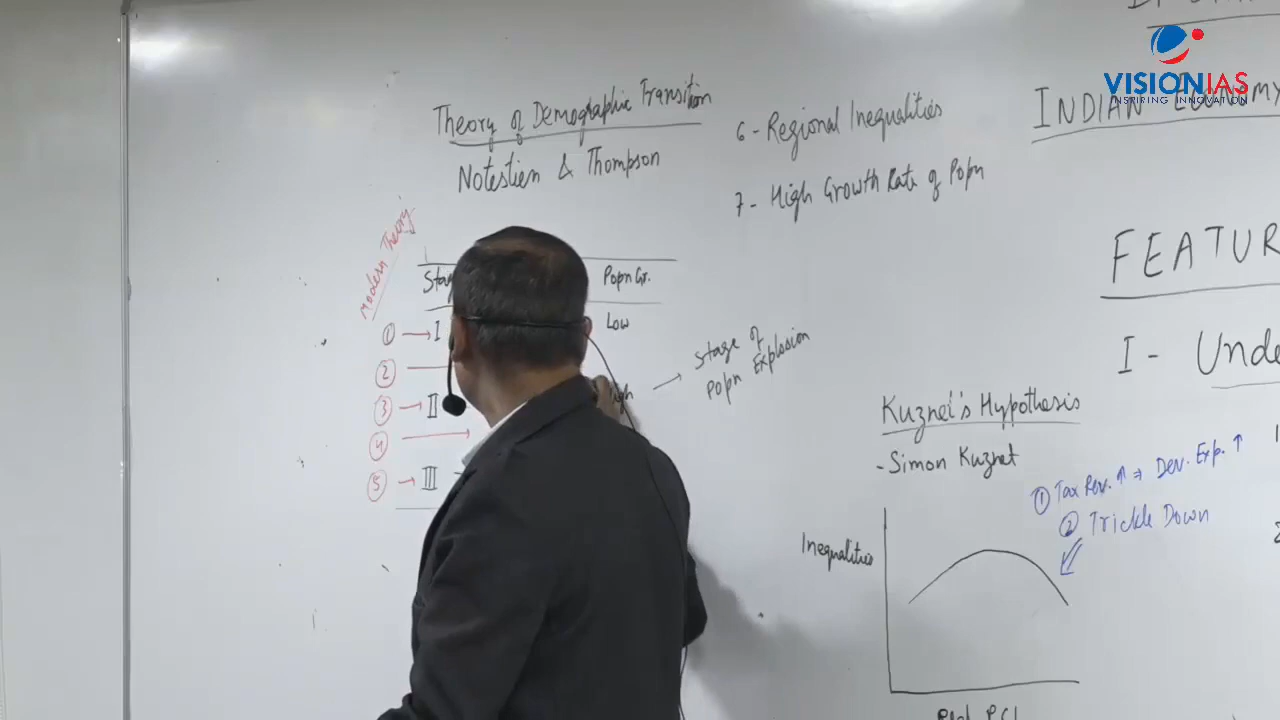 VISIONIAS
INSPIRING INNOVATION
Theory of Demographic Transition
Notestien & Thompson
Modern Theory
Stag
Popn Gr.
① → I
Low
②
③ → II
→ Stage of
Popn Explosion
④ →
⑤ → III
6 - Regional Inequalities
7 - High Growth Rate of Popn
INDIAN ECONOMY
FEATUR
I - Unde
Kuznet's Hypothesis
- Simon Kuznet
① Tax Rev. ↑ ⇒ Dev. Exp. ↑
② Trickle Down
Inequalities